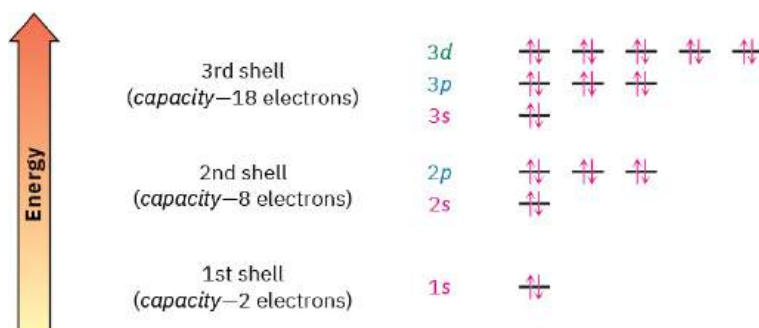 Energy
3rd shell
(capacity—18 electrons)
3d
3p
3s
2nd shell
(capacity—8 electrons)
2p
2s
1st shell
(capacity—2 electrons)
1s